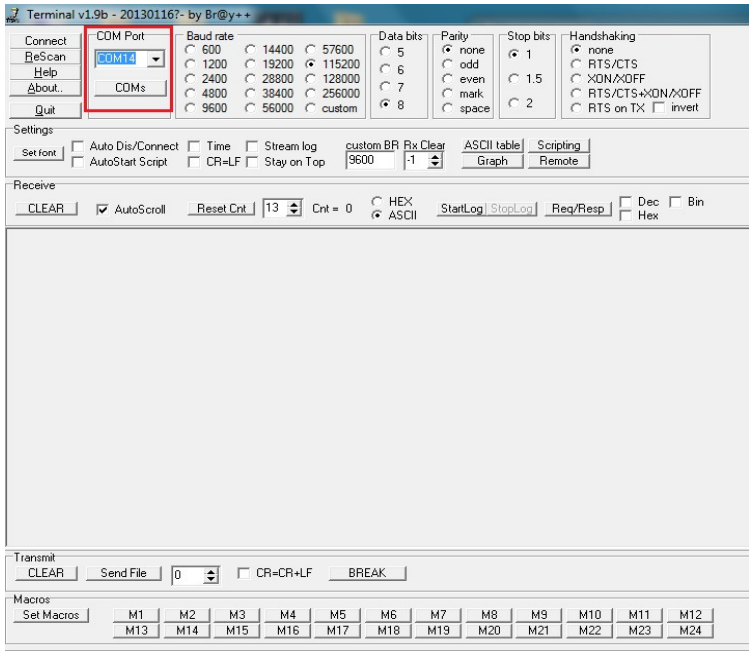 Terminal v1.9b - 20130116?- by Br@y++
Connect
ReScan
Help
About..
Quit
COM Port
COM14
COMs
Baud rate
600 14400 57600
1200 19200 115200
2400 28800 128000
4800 38400 256000
9600 56000 custom
Data bits
5
6
7
8
Parity
none
odd
even
mark
space
Stop bits
1
1.5
2
Handshaking
none
RTS/CTS
XON/XOFF
RTS/CTS+XON/XOFF
RTS on TX invert
Settings
Set font
Auto Dis/Connect Time Stream log
AutoStart Script CR=LF Stay on Top
custom BR Rx Clear
9600 -1
ASCII table Scripting
Graph Remote
Receive
CLEAR AutoScroll Reset Cnt 13 Cnt = 0
HEX
ASCII
StartLog StopLog Req/Resp
Dec Bin
Hex
Transmit
CLEAR Send File 0 CR=CR+LF BREAK
Macros
Set Macros M1 M2 M3 M4 M5 M6 M7 M8 M9 M10 M11 M12
M13 M14 M15 M16 M17 M18 M19 M20 M21 M22 M23 M24